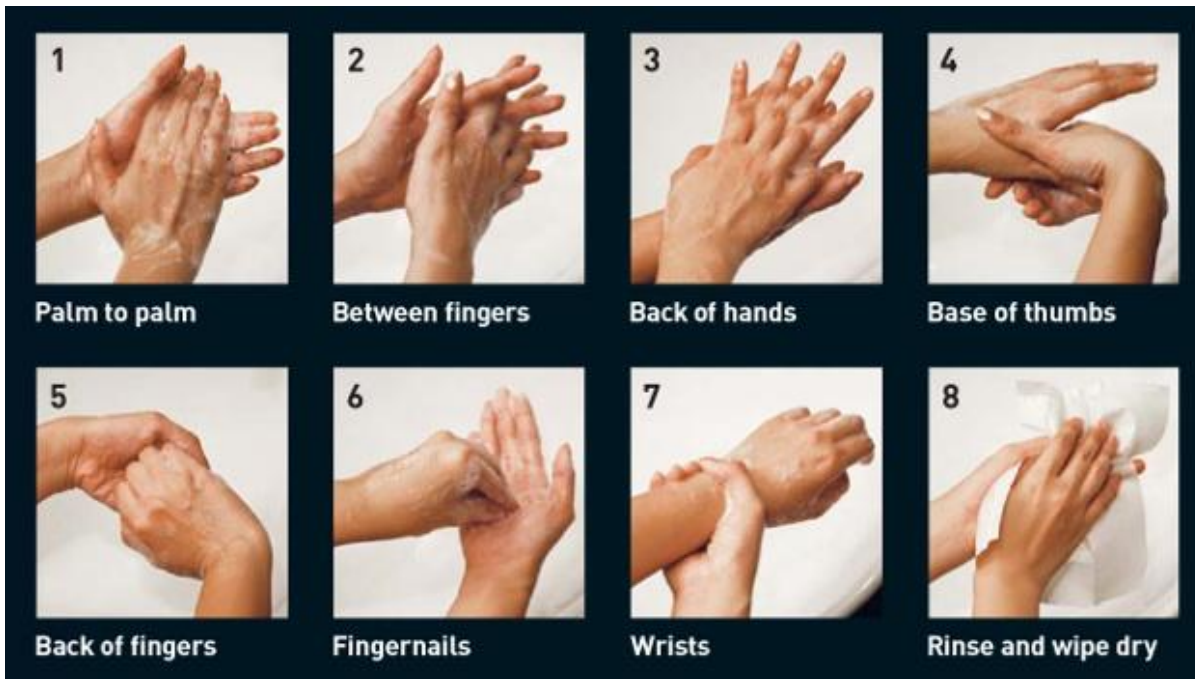 1
2
3
4
Palm to palm
Between fingers
Back of hands
Base of thumbs
5
6
7
8
Back of fingers
Fingernails
Wrists
Rinse and wipe dry